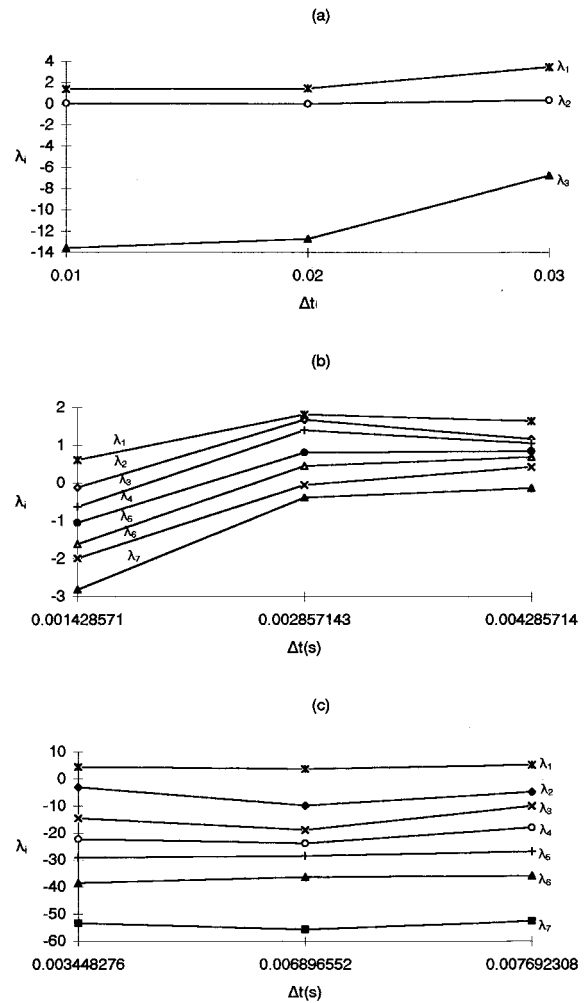 (a)
4
2
0
-2
-4
-6
-8
-10
-12
-14
λi
λ1
λ2
λ3
0.01 0.02 0.03
Δt(
(b)
2
1
0
-1
-2
-3
λi
λ1
λ2
λ3
λ4
λ5
λ6
λ7
0.001428571 0.002857143 0.004285714
Δt(s)
(c)
10
0
-10
-20
-30
-40
-50
-60
λi
λ1
λ2
λ3
λ4
λ5
λ6
λ7
0.003448276 0.006896552 0.007692308
Δt(s)